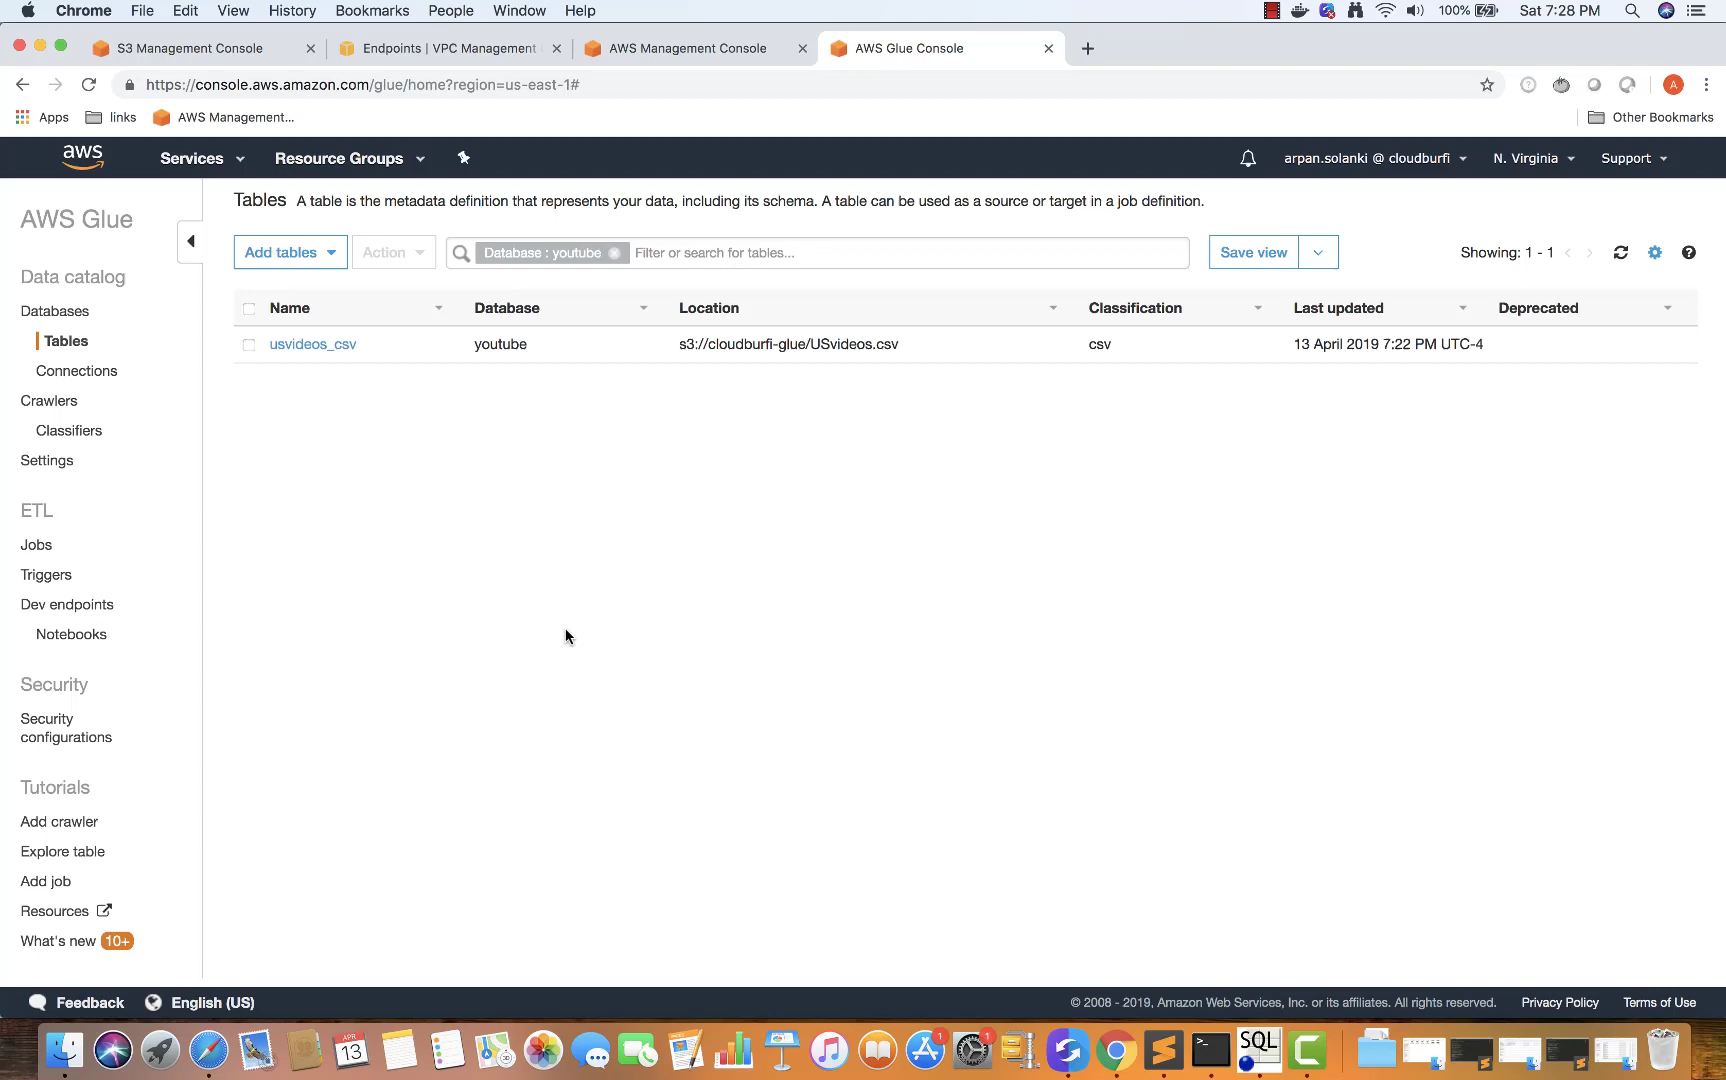 Chrome File Edit View History Bookmarks People Window Help 100% Sat 7:28 PM
S3 Management Console Endpoints | VPC Management AWS Management Console AWS Glue Console
https://console.aws.amazon.com/glue/home?region=us-east-1# A
Apps links AWS Management... Other Bookmarks
aws Services Resource Groups arpan.solanki @ cloudburfi N. Virginia Support
AWS Glue
Data catalog
Databases
Tables
Connections
Crawlers
Classifiers
Settings
ETL
Jobs
Triggers
Dev endpoints
Notebooks
Security
Security
configurations
Tutorials
Add crawler
Explore table
Add job
Resources
What's new 10+
Tables A table is the metadata definition that represents your data, including its schema. A table can be used as a source or target in a job definition.
Add tables Action Database : youtube Filter or search for tables... Save view Showing: 1 - 1
Name Database Location Classification Last updated Deprecated
usvideos_csv youtube s3://cloudburfi-glue/USvideos.csv csv 13 April 2019 7:22 PM UTC-4
Feedback English (US) © 2008 - 2019, Amazon Web Services, Inc. or its affiliates. All rights reserved. Privacy Policy Terms of Use
APR
13
3D
1
1
>_
SQL